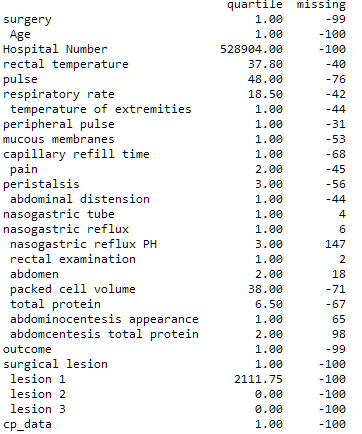 quartile missing
surgery 1.00 -99
Age 1.00 -100
Hospital Number 528904.00 -100
rectal temperature 37.80 -40
pulse 48.00 -76
respiratory rate 18.50 -42
temperature of extremities 1.00 -44
peripheral pulse 1.00 -31
mucous membranes 1.00 -53
capillary refill time 1.00 -68
pain 2.00 -45
peristalsis 3.00 -56
abdominal distension 1.00 -44
nasogastric tube 1.00 4
nasogastric reflux 1.00 6
nasogastric reflux PH 3.00 147
rectal examination 1.00 2
abdomen 2.00 18
packed cell volume 38.00 -71
total protein 6.50 -67
abdominocentesis appearance 1.00 65
abdomcentesis total protein 2.00 98
outcome 1.00 -99
surgical lesion 1.00 -100
lesion 1 2111.75 -100
lesion 2 0.00 -100
lesion 3 0.00 -100
cp_data 1.00 -100